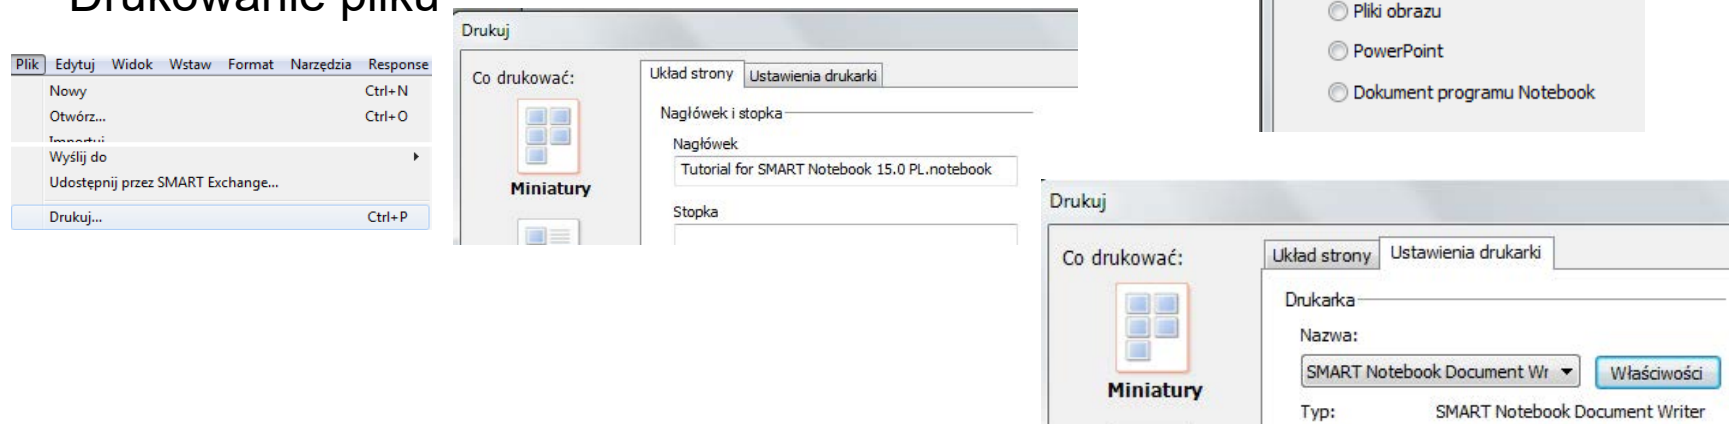 Drukowanie pliku
Plik Edytuj Widok Wstaw Format Narzędzia Response
Nowy Ctrl+N
Otwórz... Ctrl+O
Importuj
Wyślij do
Udostępnij przez SMART Exchange...
Drukuj... Ctrl+P
Drukuj
Co drukować:
Miniatury
Układ strony Ustawienia drukarki
Nagłówek i stopka
Nagłówek
Tutorial for SMART Notebook 15.0 PL.notebook
Stopka
Pliki obrazu
PowerPoint
Dokument programu Notebook
Drukuj
Co drukować:
Miniatury
Układ strony Ustawienia drukarki
Drukarka
Nazwa:
SMART Notebook Document Wr Właściwości
Typ: SMART Notebook Document Writer